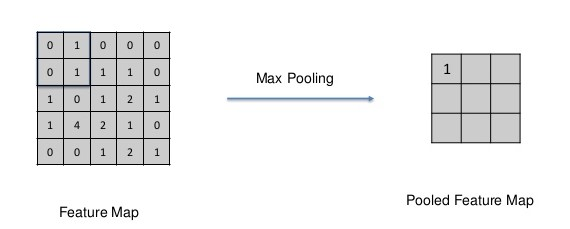 0 1 0 0 0
0 1 1 1 0
1 0 1 2 1
1 4 2 1 0
0 0 1 2 1
Max Pooling
1
Feature Map
Pooled Feature Map